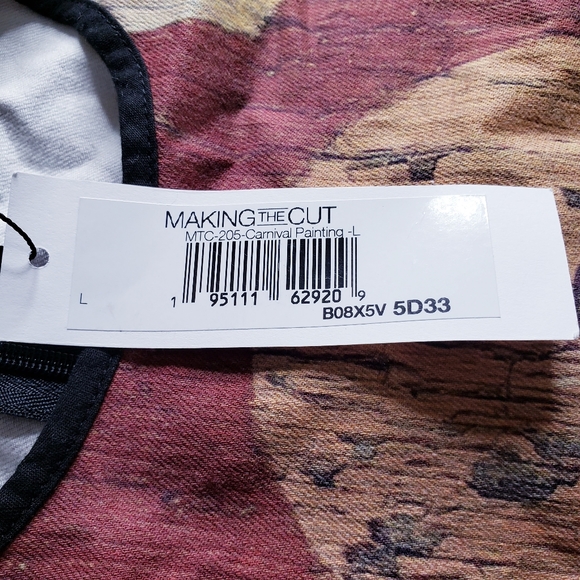 MAKING THE CUT
MTC-205-Carnival Painting -L
L
1 95111 62920 9
B08X5V 5D33